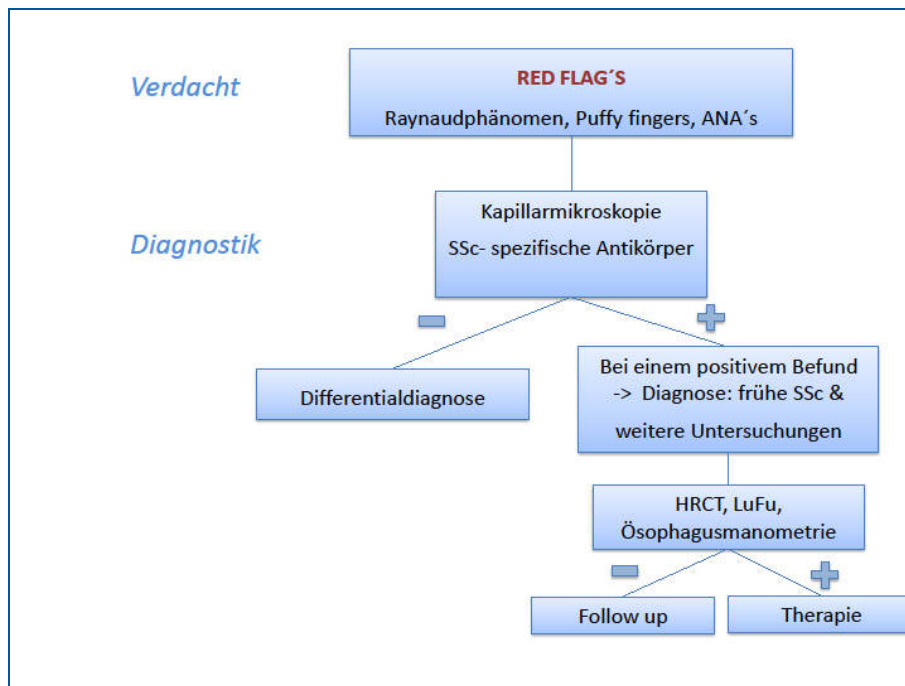 Verdacht
RED FLAG´S
Raynaudphänomen, Puffy fingers, ANA´s
Diagnostik
Kapillarmikroskopie
SSc- spezifische Antikörper
Differentialdiagnose
Bei einem positivem Befund
-> Diagnose: frühe SSc &
weitere Untersuchungen
HRCT, LuFu,
Ösophagusmanometrie
Follow up
Therapie